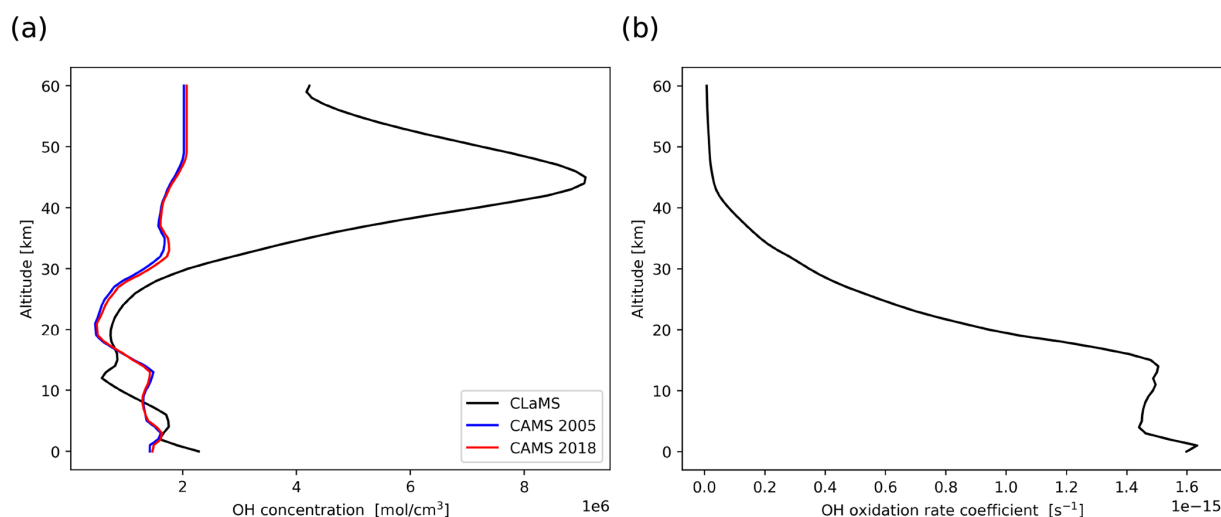 (a)
(b)
60
50
40
30
20
10
0
Altitude [km]
2
4
6
8
1e6
OH concentration [mol/cm³]
CLaMS
CAMS 2005
CAMS 2018
60
50
40
30
20
10
0
Altitude [km]
0.0
0.2
0.4
0.6
0.8
1.0
1.2
1.4
1.6
1e−15
OH oxidation rate coefficient [s⁻¹]